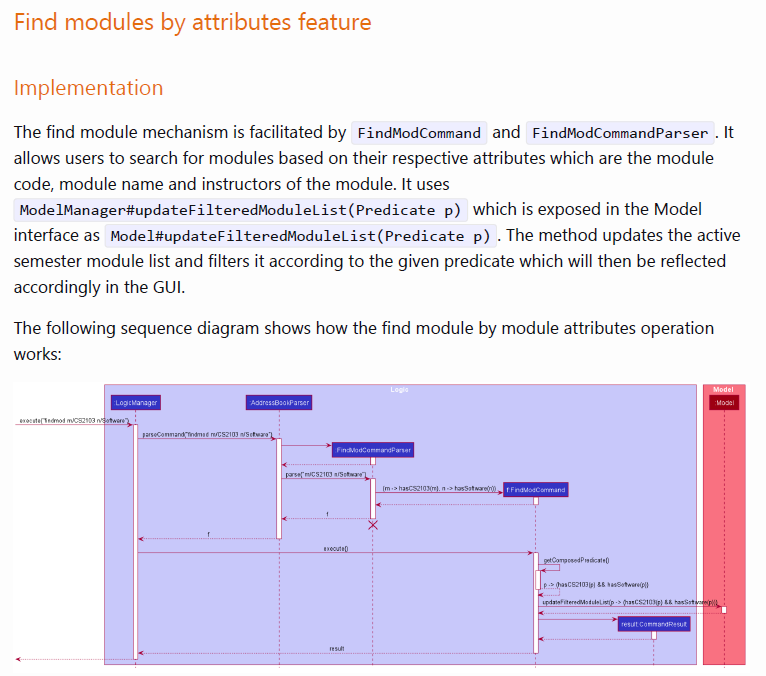 Find modules by attributes feature
Implementation
The find module mechanism is facilitated by FindModCommand and FindModCommandParser. It
allows users to search for modules based on their respective attributes which are the module
code, module name and instructors of the module. It uses
ModelManager#updateFilteredModuleList(Predicate p) which is exposed in the Model
interface as Model#updateFilteredModuleList(Predicate p). The method updates the active
semester module list and filters it according to the given predicate which will then be reflected
accordingly in the GUI.
The following sequence diagram shows how the find module by module attributes operation
works:
Logic
Model
:LogicManager
:AddressBookParser
:Model
execute("findmod m/CS2103 n/Software")
parseCommand("findmod m/CS2103 n/Software")
:FindModCommandParser
parse("m/CS2103 n/Software")
(m -> hasCS2103(m), n -> hasSoftware(n))
f:FindModCommand
f
f
execute()
getComposedPredicate()
p -> (hasCS2103(p) && hasSoftware(p))
updateFilteredModuleList(p -> (hasCS2103(p) && hasSoftware(p)))
result:CommandResult
result